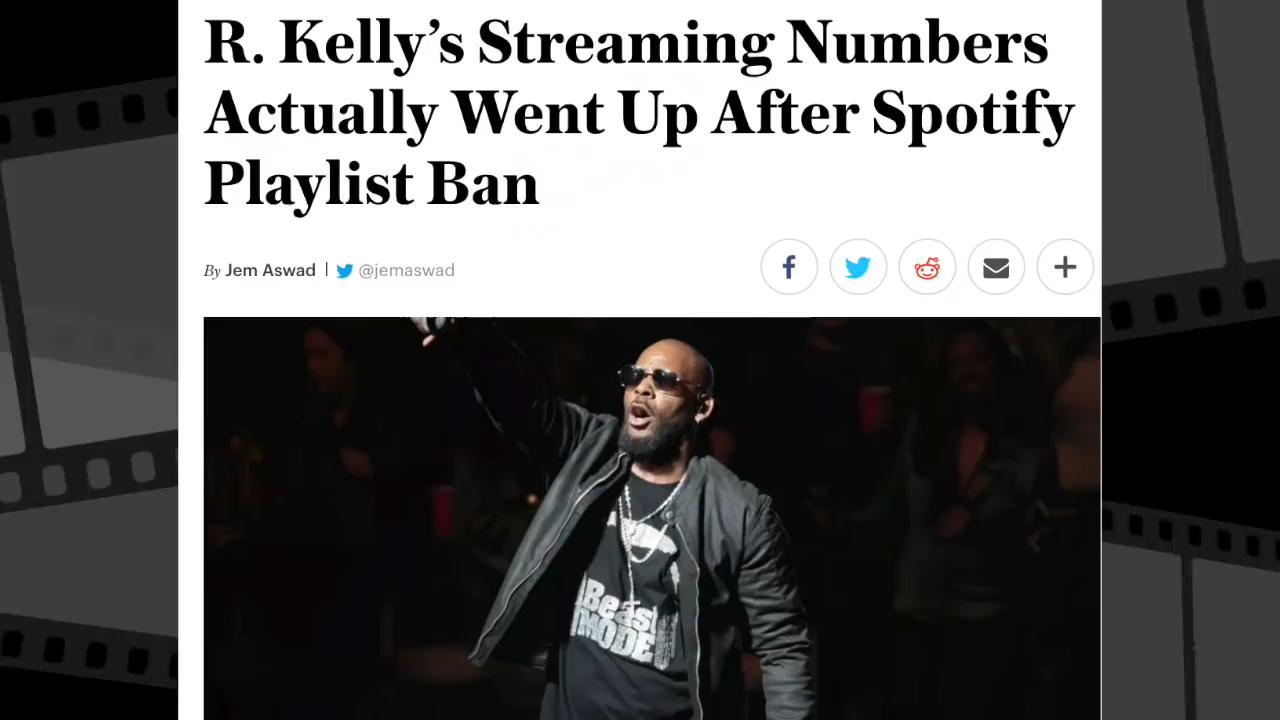 R. Kelly’s Streaming Numbers
Actually Went Up After Spotify
Playlist Ban
By Jem Aswad | @jemaswad
Beast
MODE